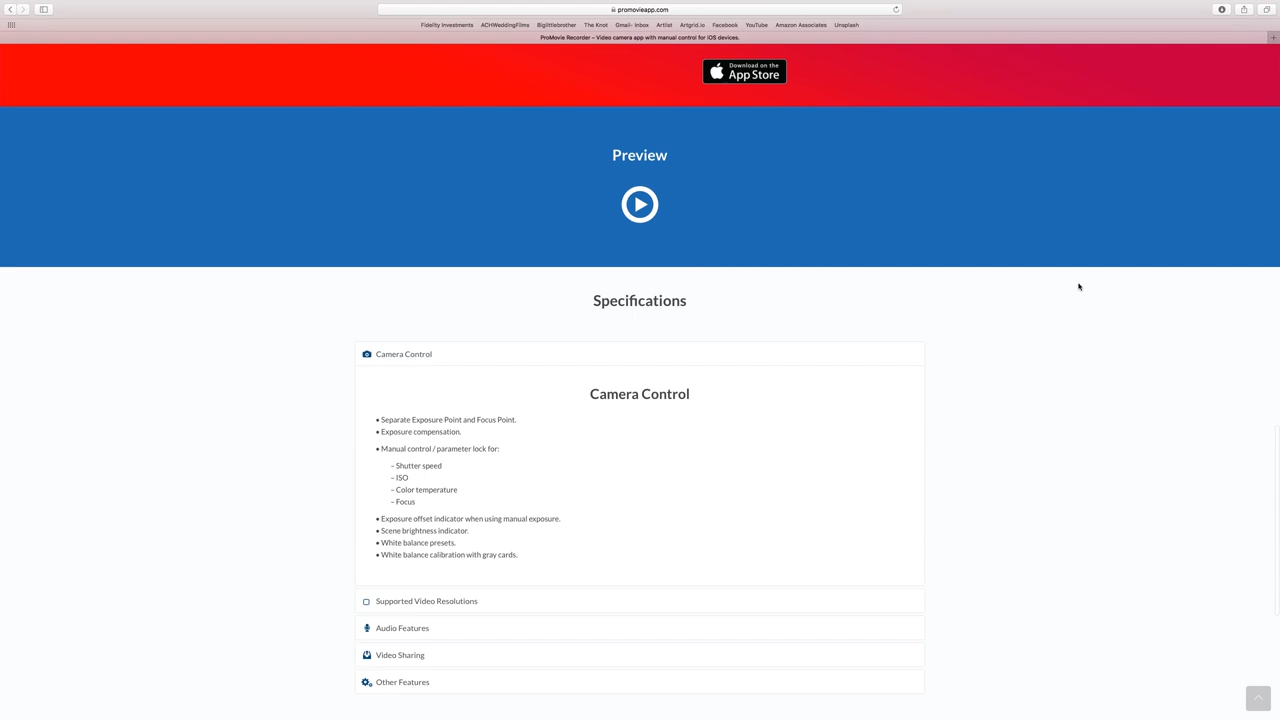 promovieapp.com
Fidelity Investments ACHWeddingFilms Biglittlebrother The Knot Gmail- Inbox Artlist Artgrid.io Facebook YouTube Amazon Associates Unsplash
ProMovie Recorder – Video camera app with manual control for iOS devices.
Download on the
App Store
Preview
Specifications
Camera Control
Camera Control
• Separate Exposure Point and Focus Point.
• Exposure compensation.
• Manual control / parameter lock for:
– Shutter speed
– ISO
– Color temperature
– Focus
• Exposure offset indicator when using manual exposure.
• Scene brightness indicator.
• White balance presets.
• White balance calibration with gray cards.
Supported Video Resolutions
Audio Features
Video Sharing
Other Features